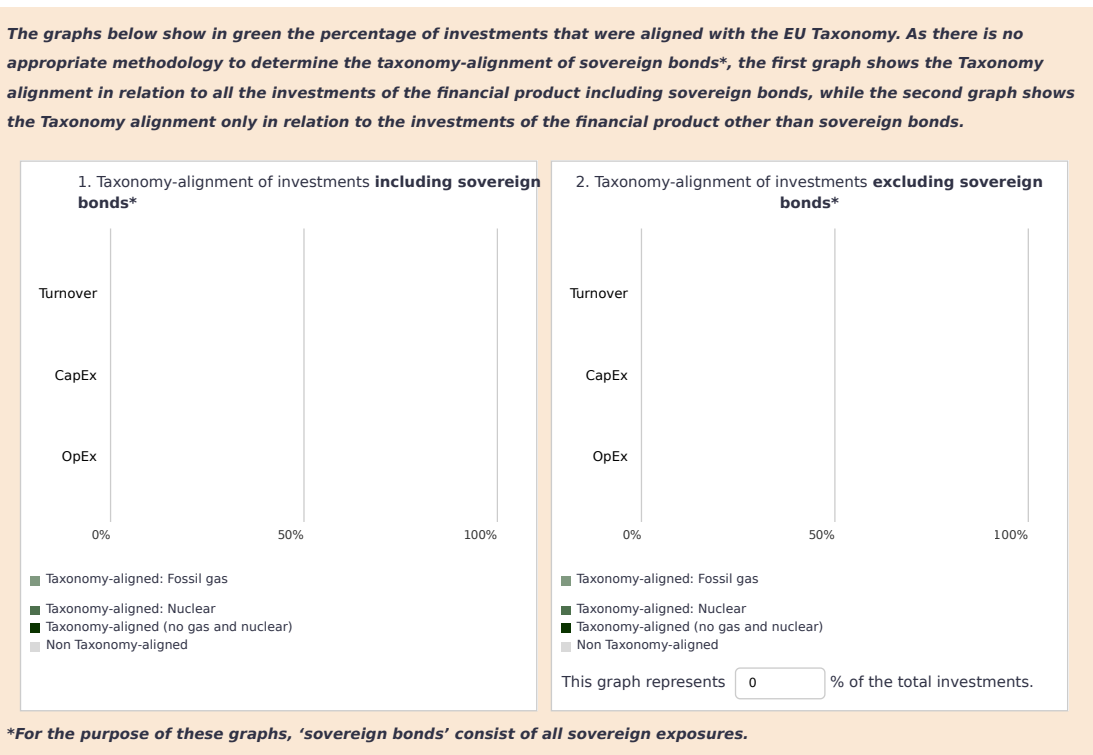 The graphs below show in green the percentage of investments that were aligned with the EU Taxonomy. As there is no
appropriate methodology to determine the taxonomy-alignment of sovereign bonds*, the first graph shows the Taxonomy
alignment in relation to all the investments of the financial product including sovereign bonds, while the second graph shows
the Taxonomy alignment only in relation to the investments of the financial product other than sovereign bonds.
1. Taxonomy-alignment of investments including sovereign
bonds*
Turnover
CapEx
OpEx
0% 50% 100%
Taxonomy-aligned: Fossil gas
Taxonomy-aligned: Nuclear
Taxonomy-aligned (no gas and nuclear)
Non Taxonomy-aligned
2. Taxonomy-alignment of investments excluding sovereign
bonds*
Turnover
CapEx
OpEx
0% 50% 100%
Taxonomy-aligned: Fossil gas
Taxonomy-aligned: Nuclear
Taxonomy-aligned (no gas and nuclear)
Non Taxonomy-aligned
This graph represents 0 % of the total investments.
*For the purpose of these graphs, ‘sovereign bonds’ consist of all sovereign exposures.